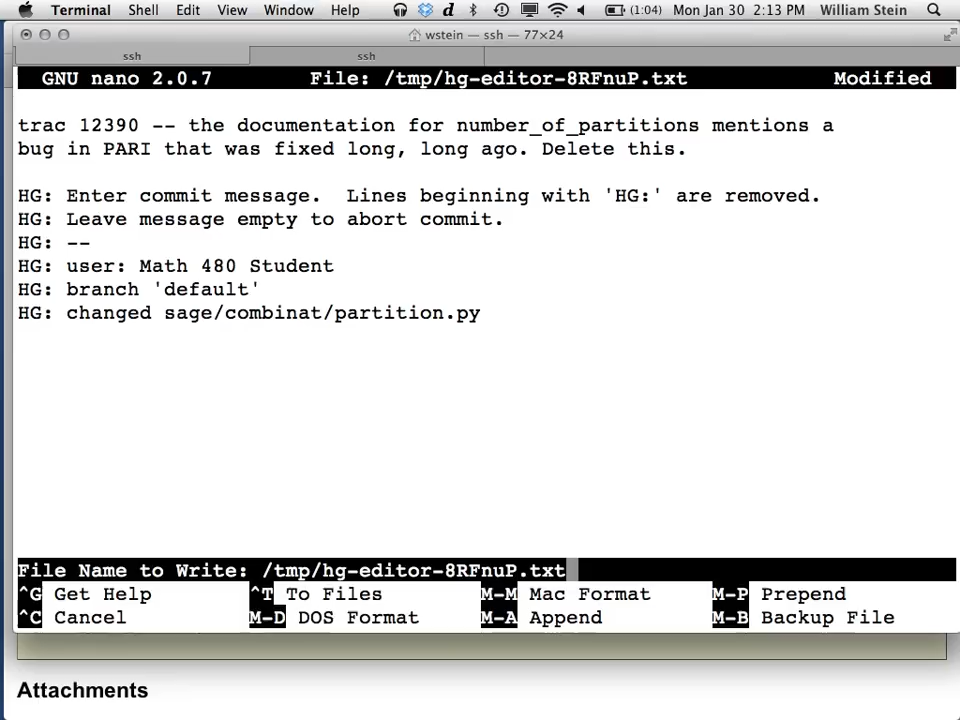 Terminal Shell Edit View Window Help (1:04) Mon Jan 30 2:13 PM William Stein
wstein — ssh — 77×24
ssh ssh
GNU nano 2.0.7 File: /tmp/hg-editor-8RFnuP.txt Modified
trac 12390 -- the documentation for number_of_partitions mentions a
bug in PARI that was fixed long, long ago. Delete this.
HG: Enter commit message.  Lines beginning with 'HG:' are removed.
HG: Leave message empty to abort commit.
HG: --
HG: user: Math 480 Student
HG: branch 'default'
HG: changed sage/combinat/partition.py
File Name to Write: /tmp/hg-editor-8RFnuP.txt
^G Get Help ^T To Files M-M Mac Format M-P Prepend
^C Cancel M-D DOS Format M-A Append M-B Backup File
Attachments